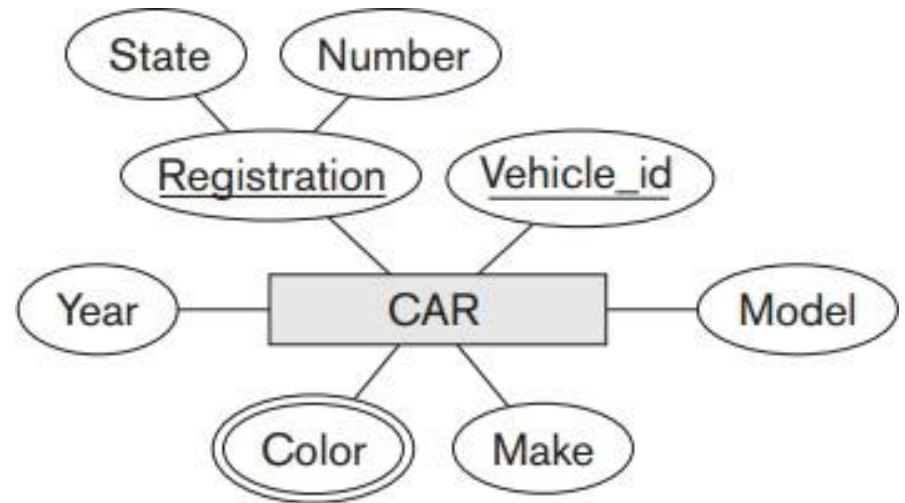 State Number
Registration Vehicle_id
Year CAR Model
Color Make